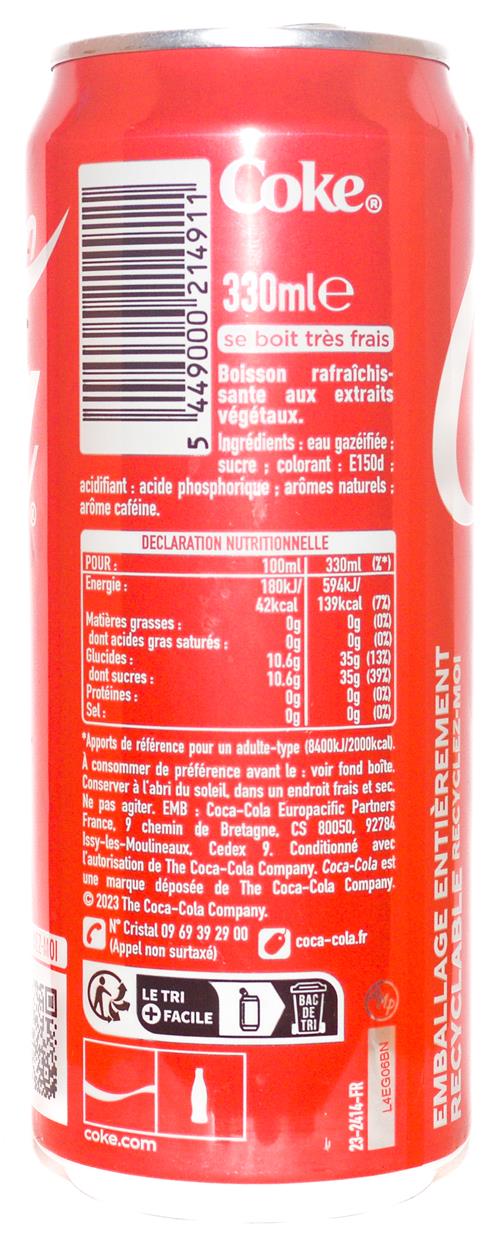 Coke®
330ml e
5 449000 214911
se boit très frais
Boisson rafraîchis-
sante aux extraits
végétaux.
Ingrédients : eau gazéifiée ;
sucre ; colorant : E150d ;
acidifiant : acide phosphorique ; arômes naturels ;
arôme caféine.
DECLARATION NUTRITIONNELLE
POUR : 100ml 330ml (%*)
Energie : 180kJ/ 594kJ/
42kcal 139kcal (7%)
Matières grasses : 0g 0g (0%)
dont acides gras saturés : 0g 0g (0%)
Glucides : 10.6g 35g (13%)
dont sucres : 10.6g 35g (39%)
Protéines : 0g 0g (0%)
Sel : 0g 0g (0%)
*Apports de référence pour un adulte-type (8400kJ/2000kcal).
À consommer de préférence avant le : voir fond boîte.
Conserver à l'abri du soleil, dans un endroit frais et sec.
Ne pas agiter. EMB : Coca-Cola Europacific Partners
France, 9 chemin de Bretagne, CS 80050, 92784
Issy-les-Moulineaux, Cedex 9. Conditionné avec
l'autorisation de The Coca-Cola Company. Coca-Cola est
une marque déposée de The Coca-Cola Company.
© 2023 The Coca-Cola Company.
N° Cristal 09 69 39 29 00
(Appel non surtaxé)
coca-cola.fr
LE TRI
+ FACILE
BAC
DE
TRI
coke.com
23-2414-FR
L4EG06BN
MP
EMBALLAGE ENTIÈREMENT
RECYCLABLE RECYCLEZ-MOI